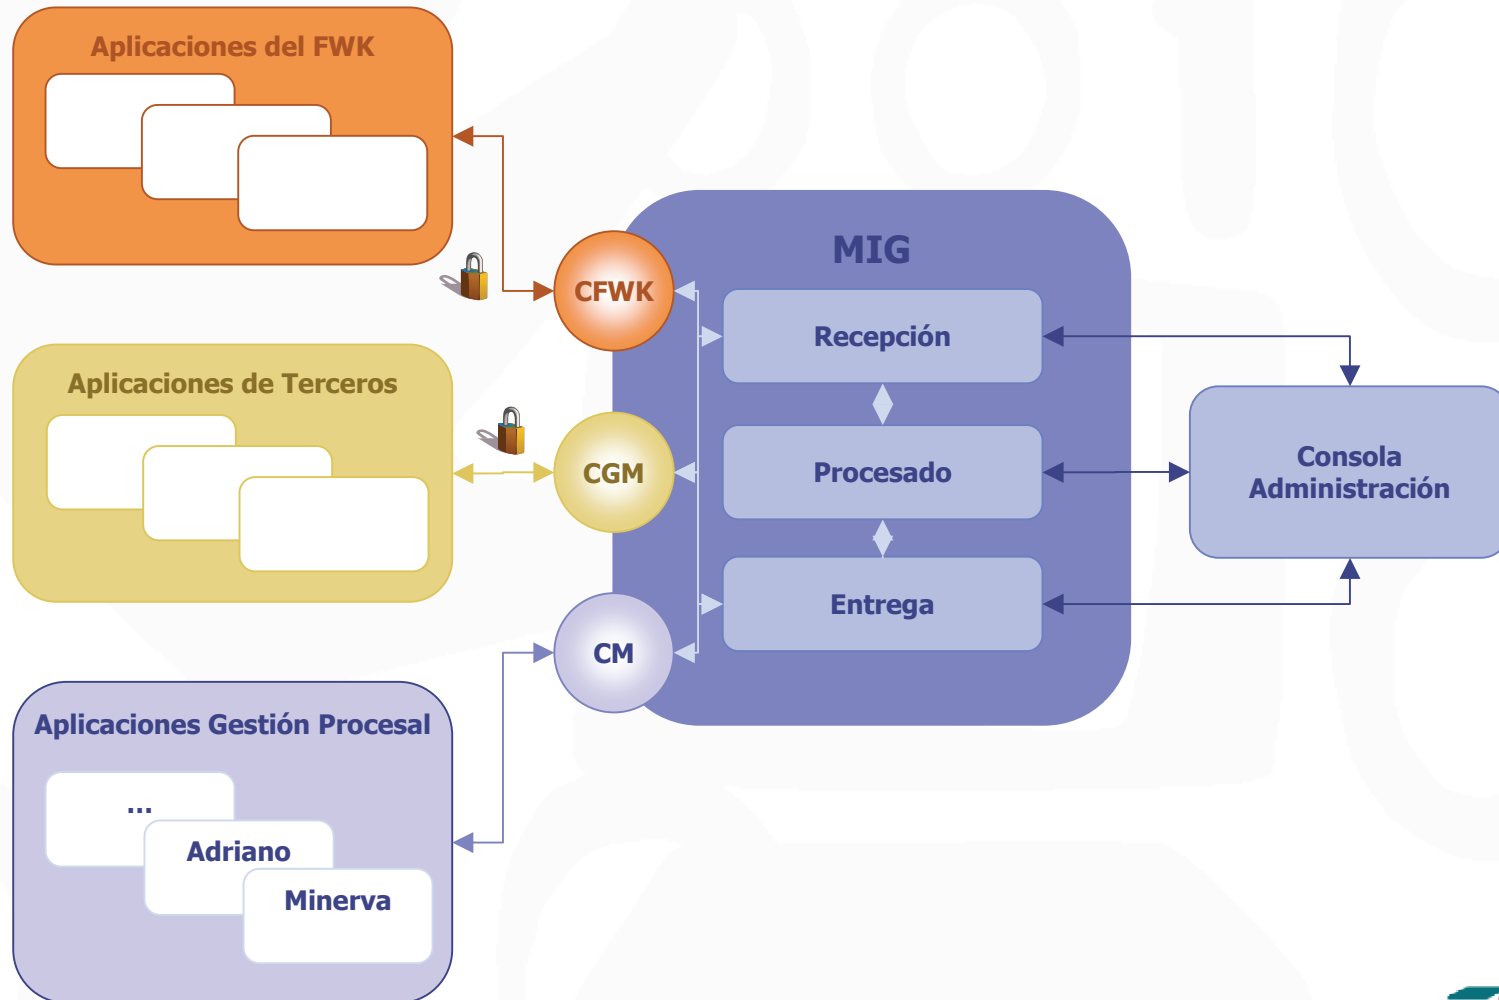 Aplicaciones del FWK
MIG
CFWK
Recepción
Aplicaciones de Terceros
CGM
Procesado
Consola
Administración
Entrega
CM
Aplicaciones Gestión Procesal
...
Adriano
Minerva